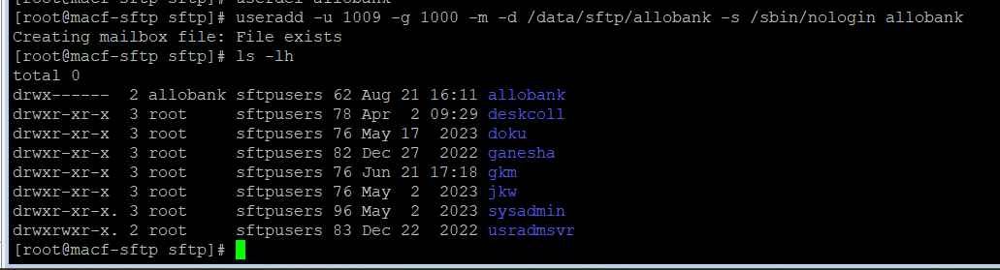 userdel allobank
[root@macf-sftp sftp]# useradd -u 1009 -g 1000 -m -d /data/sftp/allobank -s /sbin/nologin allobank
Creating mailbox file: File exists
[root@macf-sftp sftp]# ls -lh
total 0
drwx------  2 allobank sftpusers 62 Aug 21 16:11 allobank
drwxr-xr-x  3 root     sftpusers 78 Apr  2 09:29 deskcoll
drwxr-xr-x  3 root     sftpusers 76 May 17  2023 doku
drwxr-xr-x  3 root     sftpusers 82 Dec 27  2022 ganesha
drwxr-xr-x  3 root     sftpusers 76 Jun 21 17:18 gkm
drwxr-xr-x  3 root     sftpusers 76 May  2  2023 jkw
drwxr-xr-x. 3 root     sftpusers 96 May  2  2023 sysadmin
drwxrwxr-x. 2 root     sftpusers 83 Dec 22  2022 usradmsvr
[root@macf-sftp sftp]#